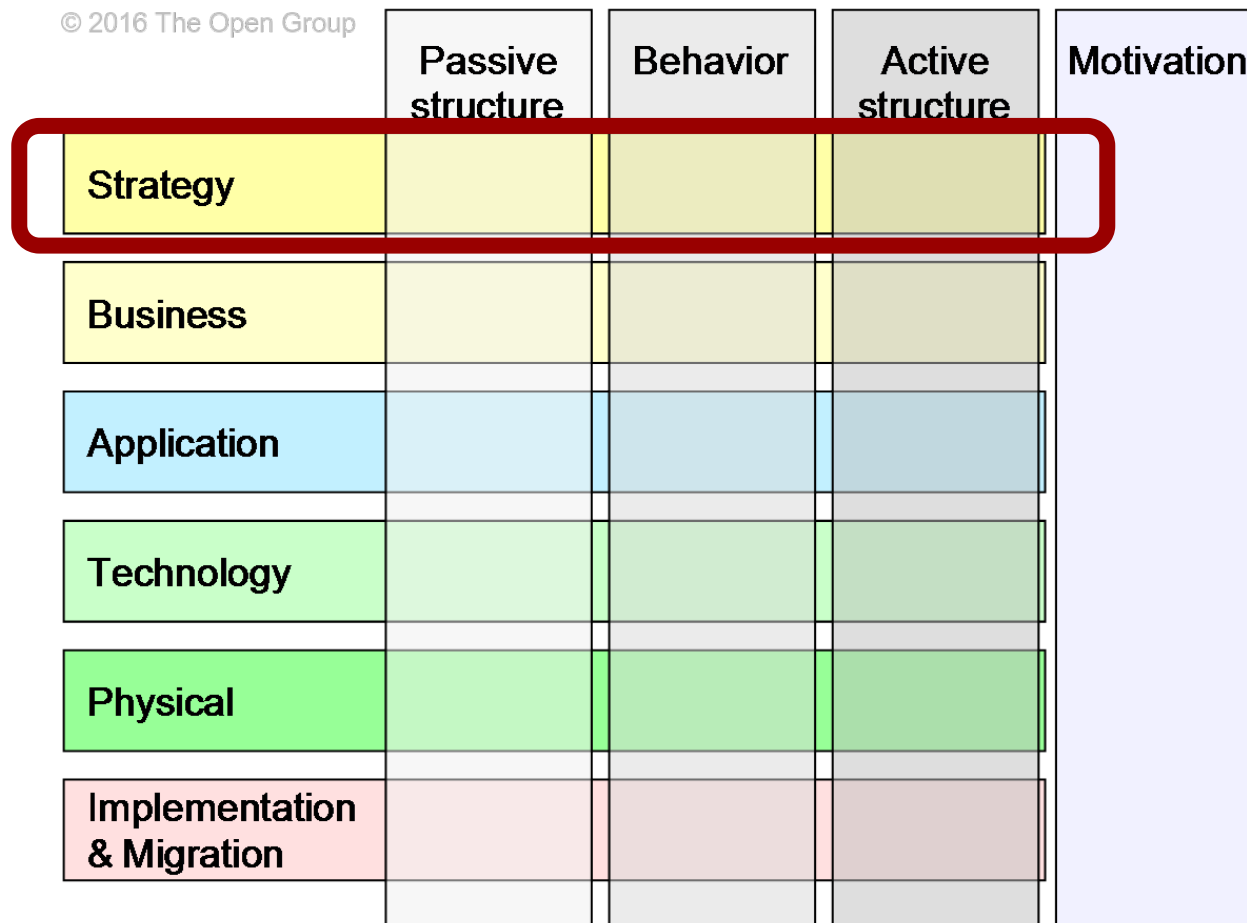 © 2016 The Open Group
Passive
structure
Behavior
Active
structure
Motivation
Strategy
Business
Application
Technology
Physical
Implementation
& Migration